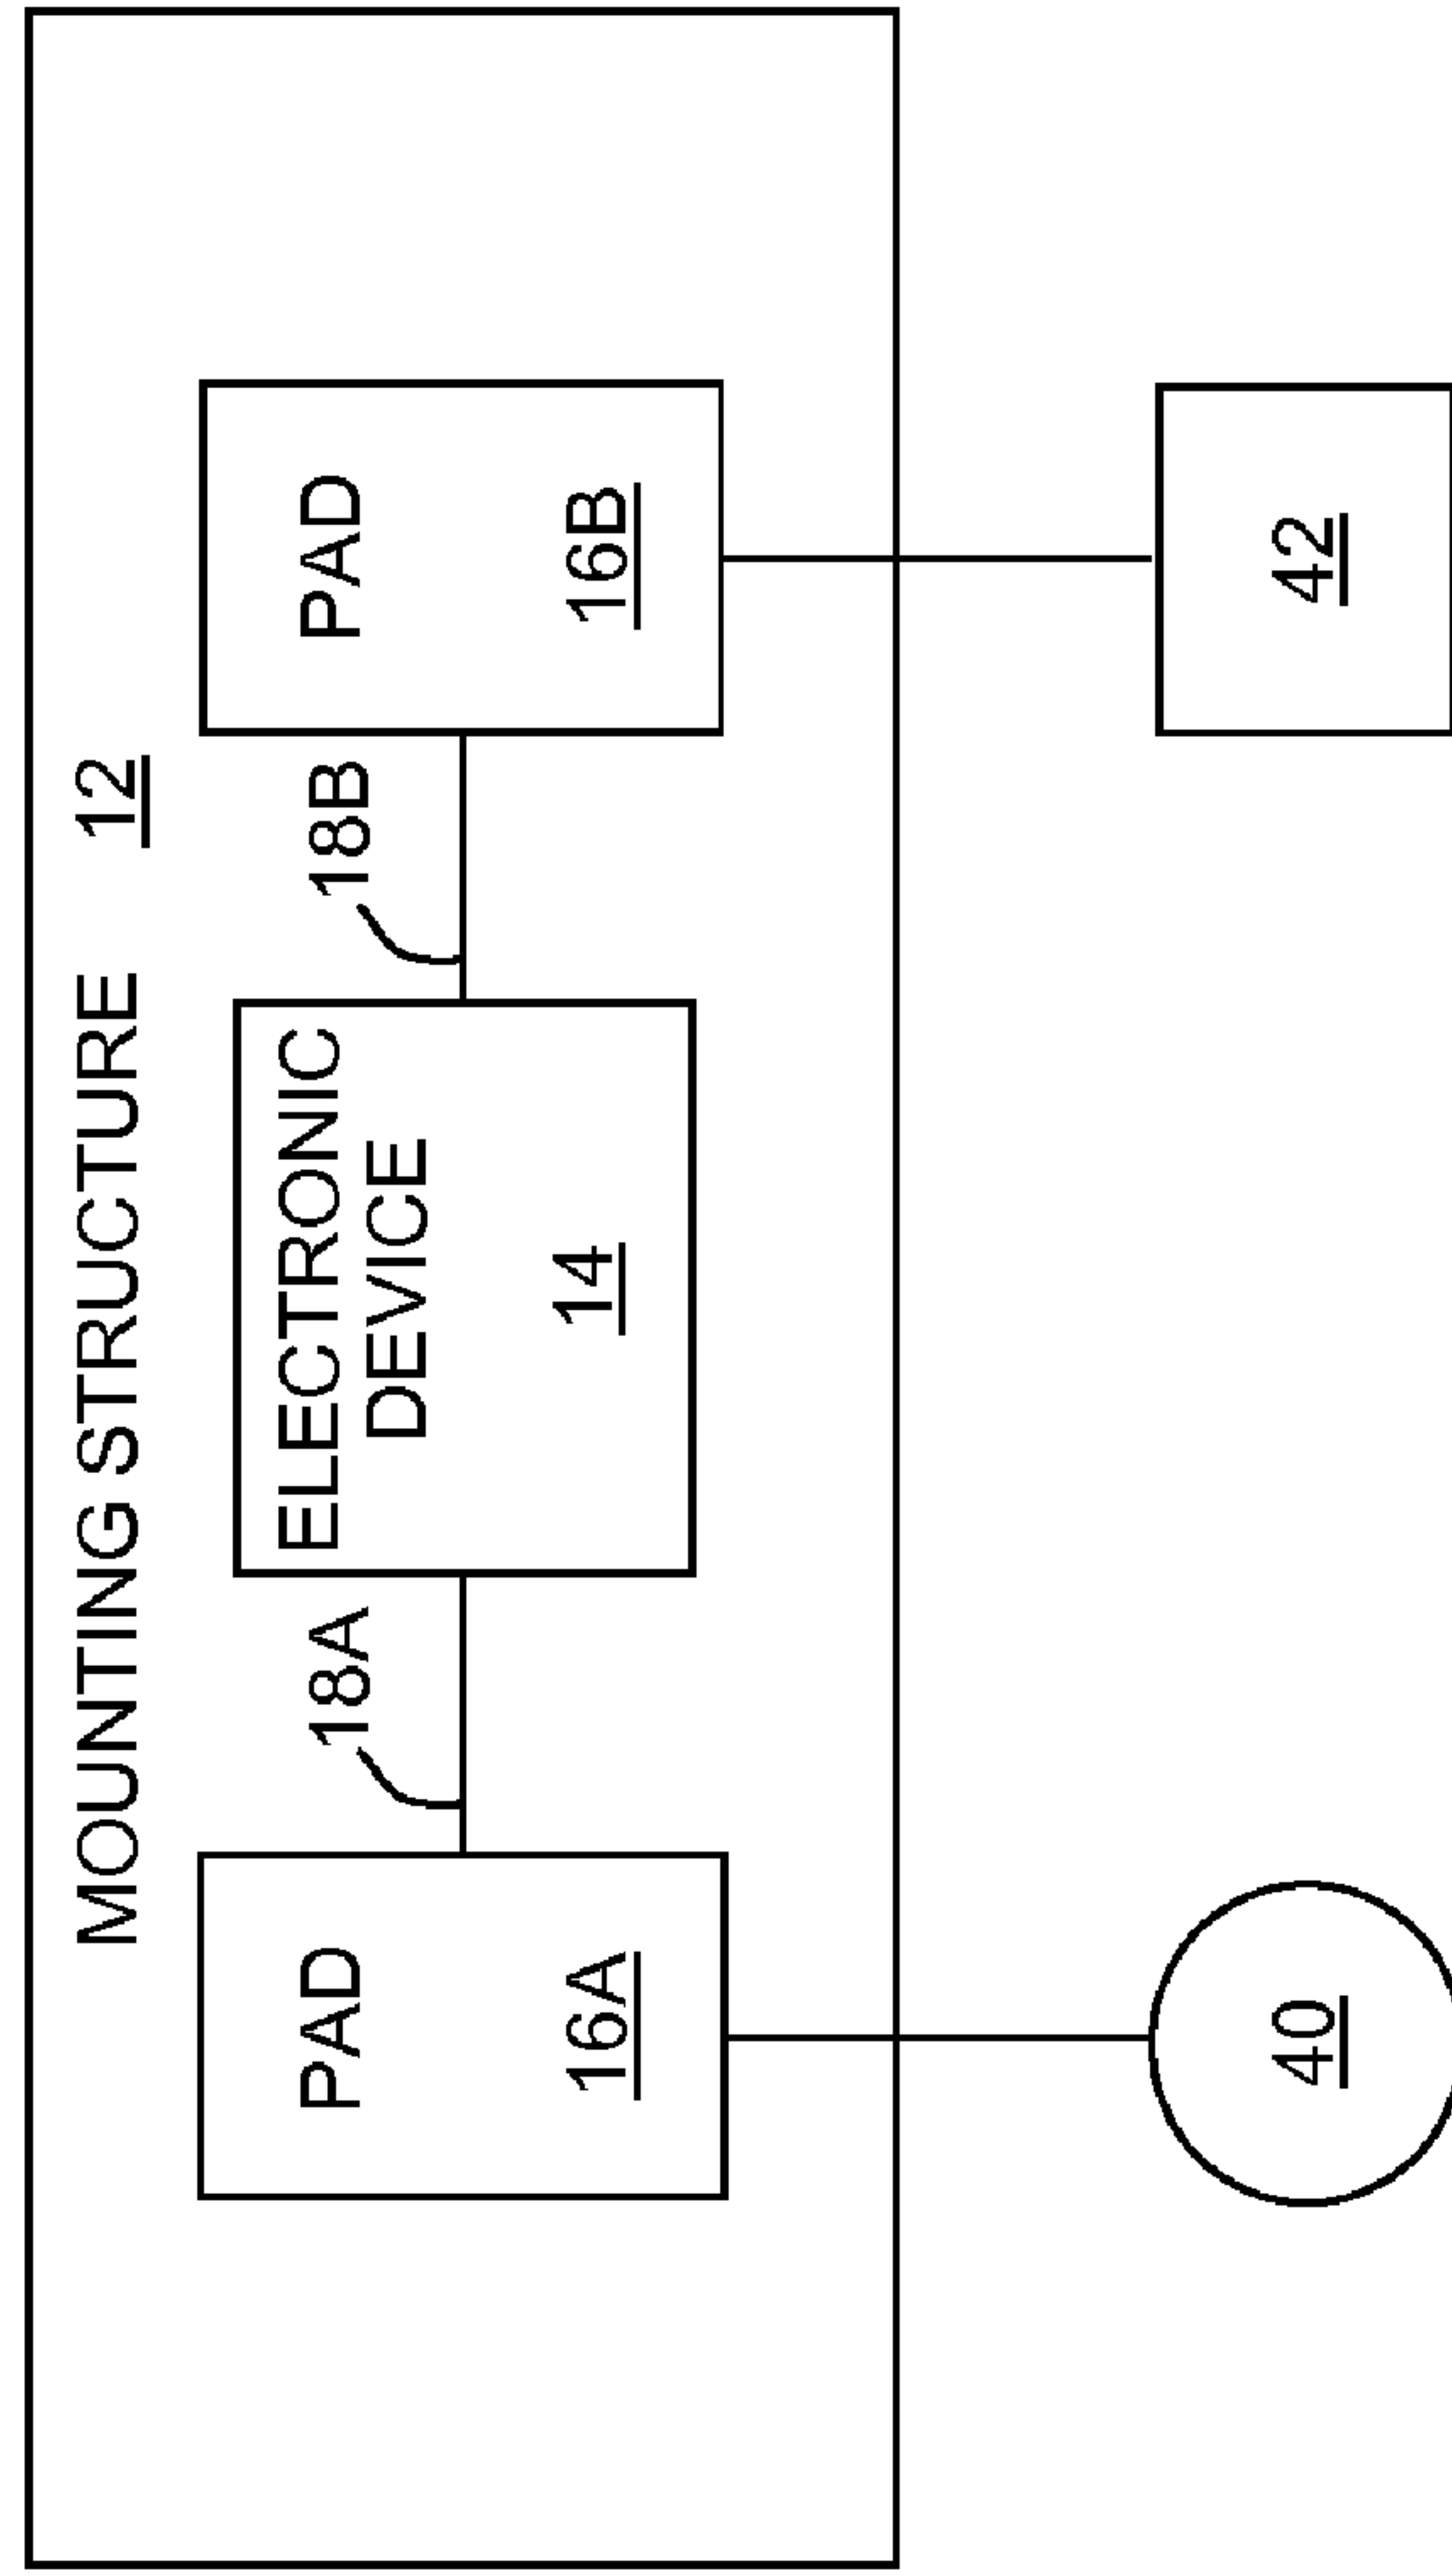 MOUNTING STRUCTURE 12
PAD
16A
18A
ELECTRONIC
DEVICE
14
18B
PAD
16B
40
42